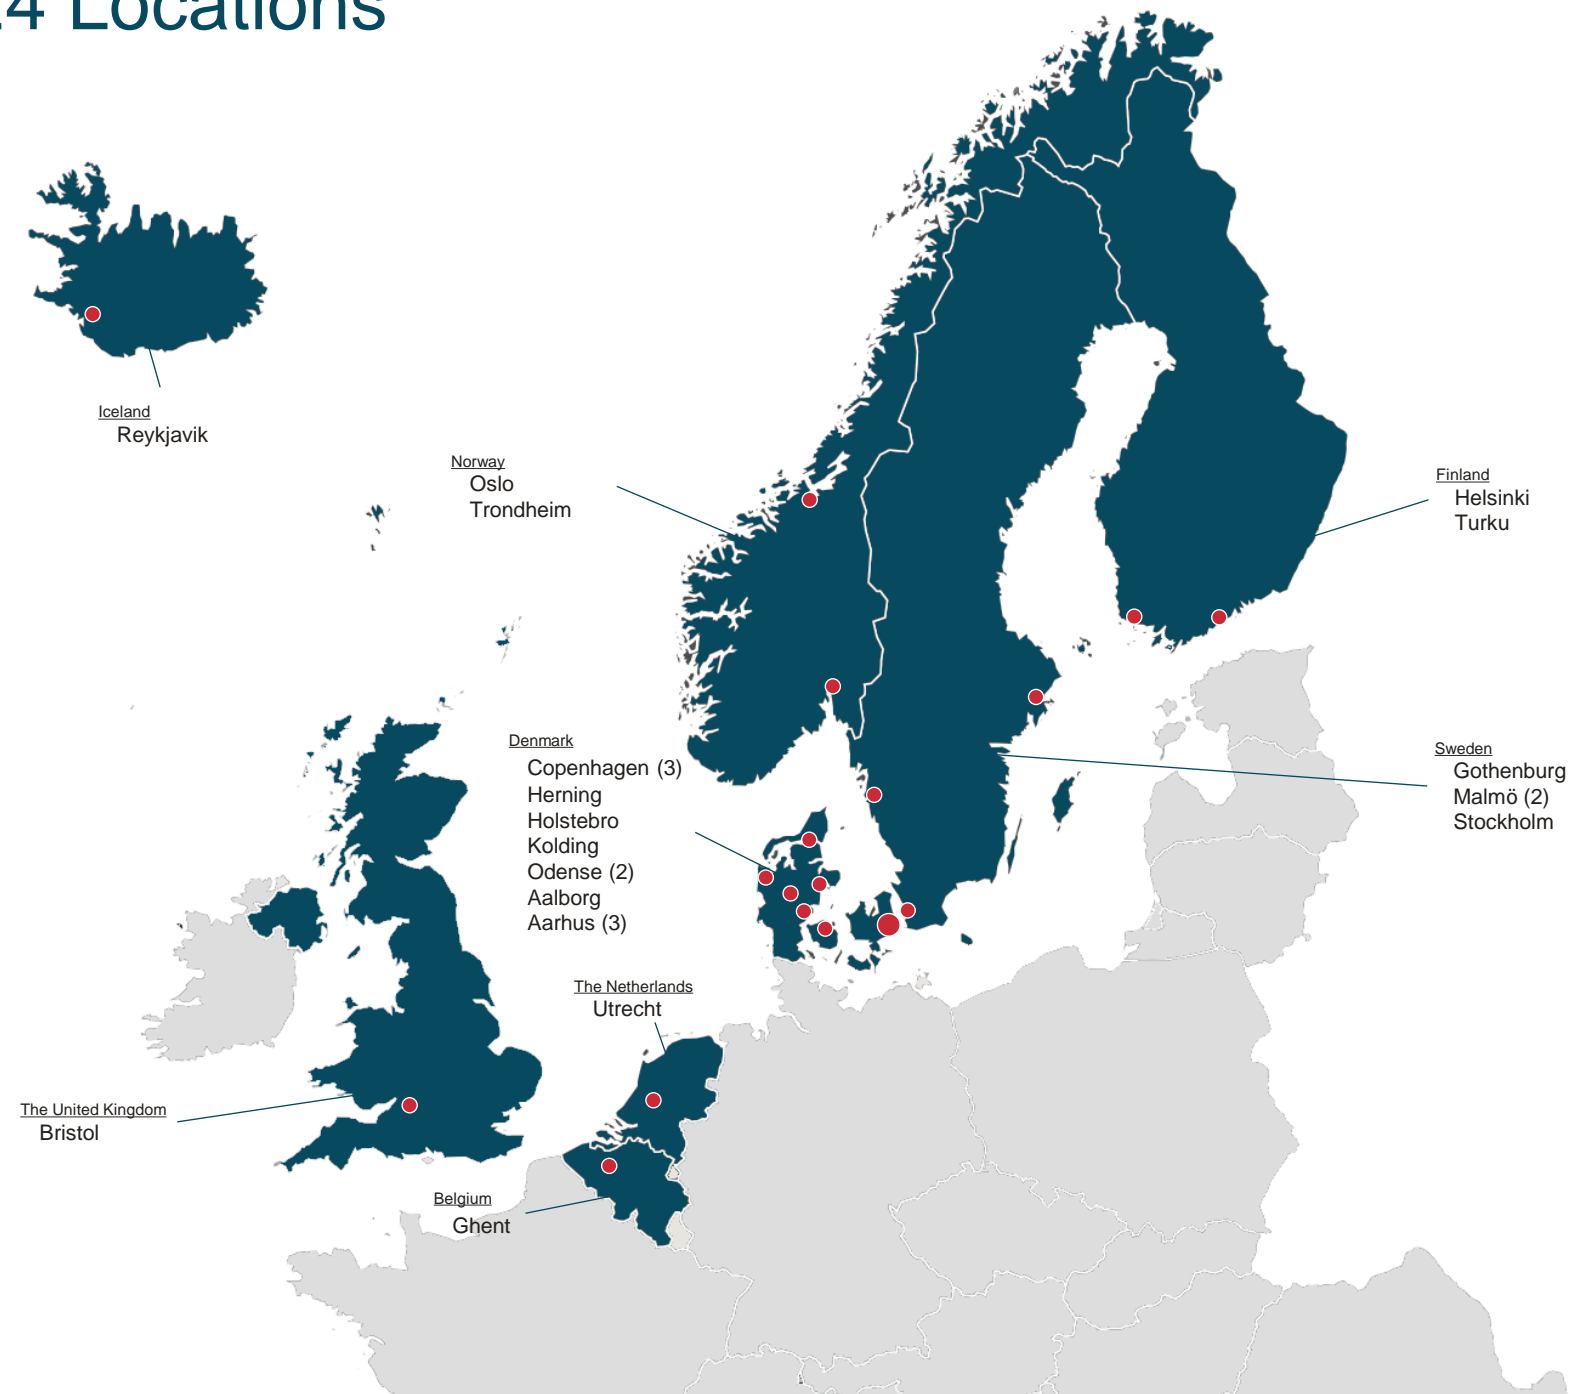 4 Locations
Iceland
Reykjavik
Norway
Oslo
Trondheim
Finland
Helsinki
Turku
Denmark
Copenhagen (3)
Herning
Holstebro
Kolding
Odense (2)
Aalborg
Aarhus (3)
Sweden
Gothenburg
Malmö (2)
Stockholm
The Netherlands
Utrecht
The United Kingdom
Bristol
Belgium
Ghent